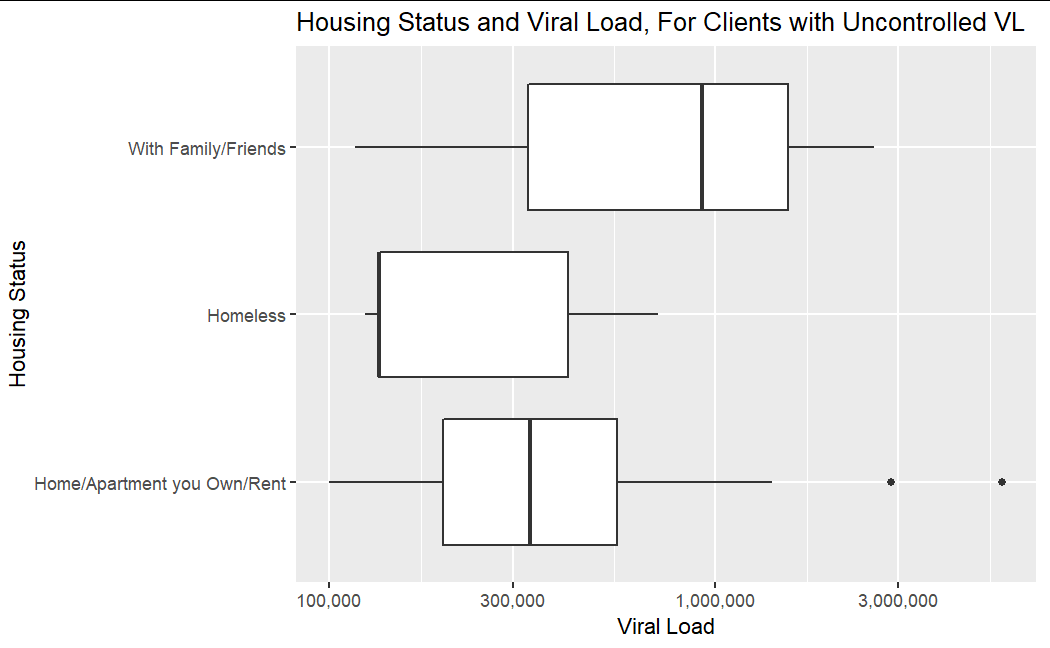 Housing Status and Viral Load, For Clients with Uncontrolled VL
With Family/Friends
Homeless
Home/Apartment you Own/Rent
Housing Status
100,000
300,000
1,000,000
3,000,000
Viral Load